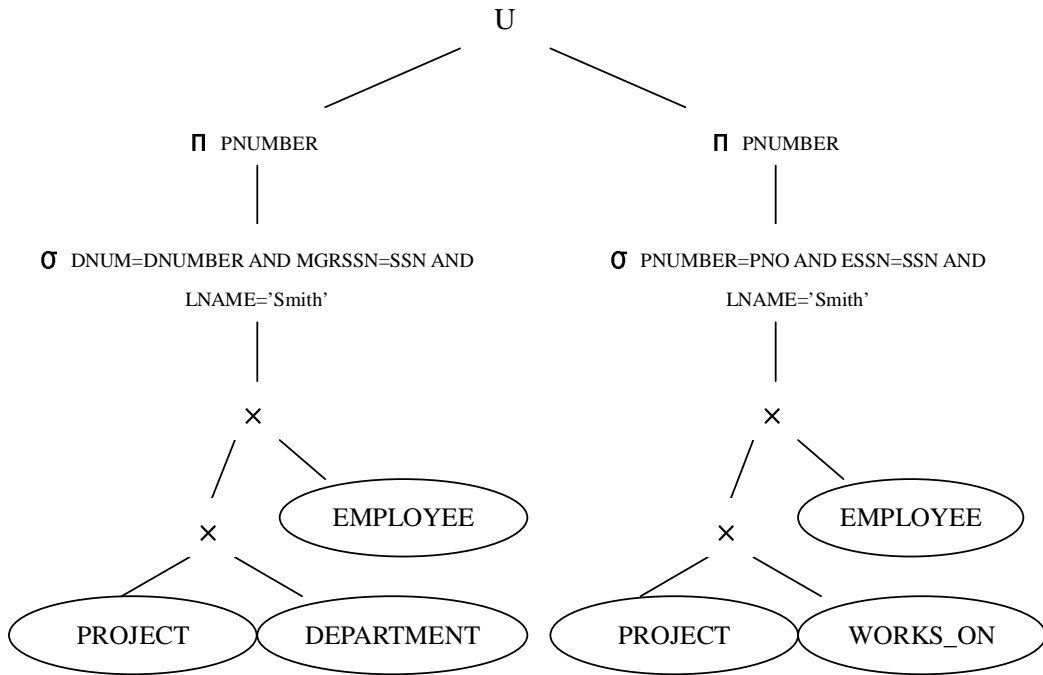 U
Π PNUMBER
Π PNUMBER
σ DNUM=DNUMBER AND MGRSSN=SSN AND
LNAME=’Smith’
σ PNUMBER=PNO AND ESSN=SSN AND
LNAME=’Smith’
×
×
EMPLOYEE
EMPLOYEE
×
×
PROJECT
DEPARTMENT
PROJECT
WORKS_ON